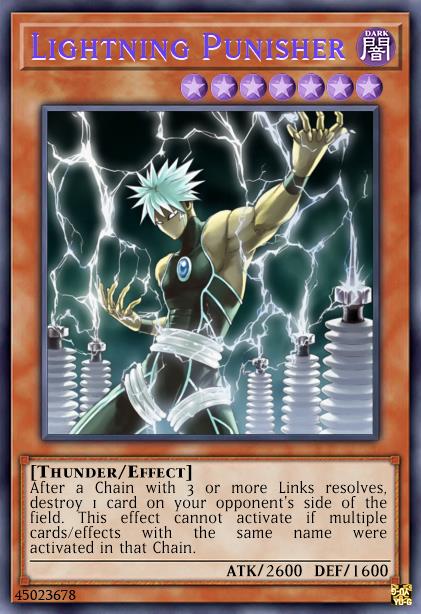 Lightning Punisher
DARK
闇
[Thunder/Effect]
After a Chain with 3 or more Links resolves,
destroy 1 card on your opponent's side of the
field. This effect cannot activate if multiple
cards/effects with the same name were
activated in that Chain.
ATK/2600 DEF/1600
45023678